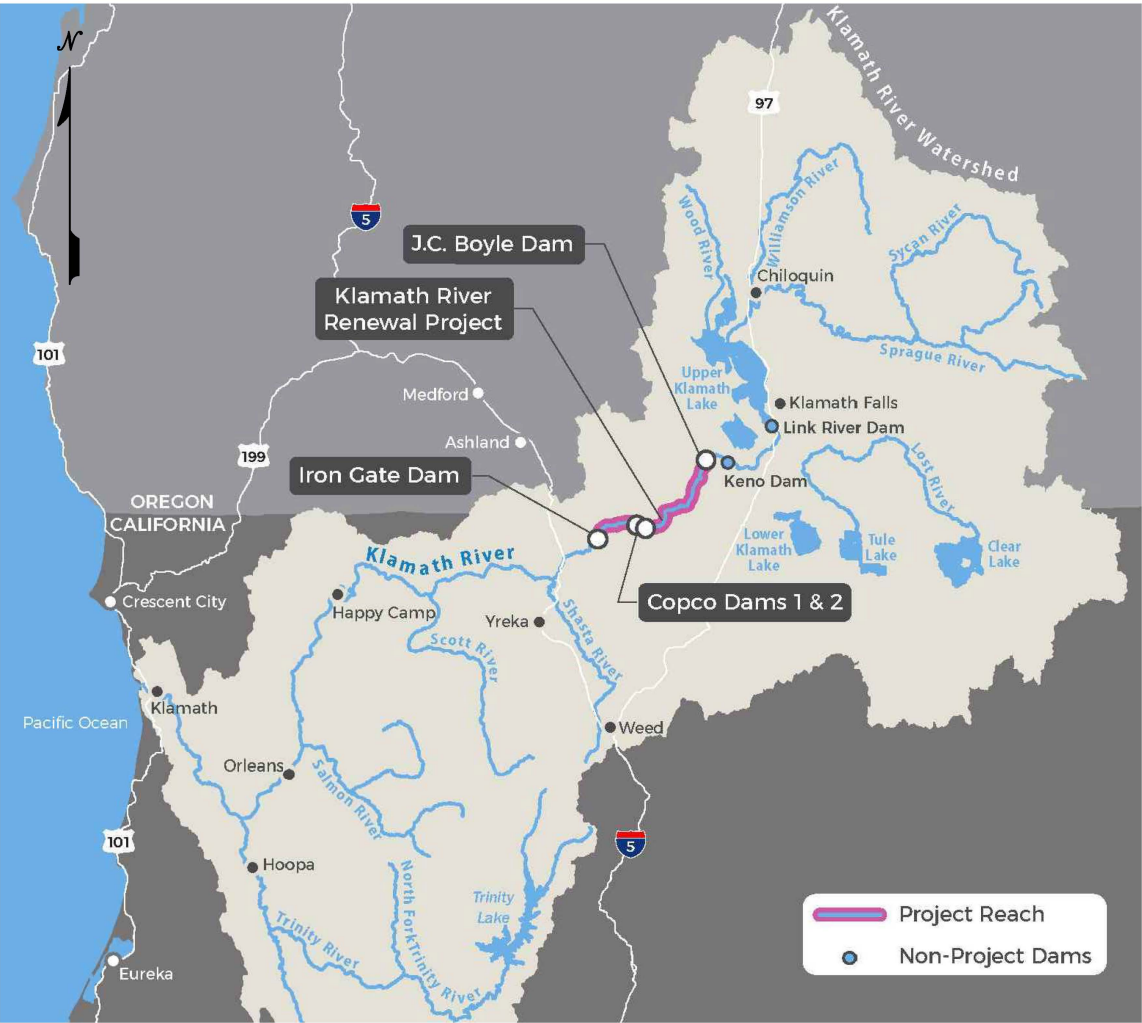 N
Klamath River Watershed
97
5
Wood River
Williamson River
Sycan River
J.C. Boyle Dam
Chiloquin
Klamath River
Renewal Project
101
Sprague River
Upper
Klamath
Lake
Medford
Klamath Falls
Link River Dam
Ashland
199
Lost River
Iron Gate Dam
Keno Dam
OREGON
CALIFORNIA
Klamath River
Lower
Klamath
Lake
Tule
Lake
Clear
Lake
Crescent City
Happy Camp
Copco Dams 1 & 2
Yreka
Shasta River
Scott River
Klamath
Pacific Ocean
Weed
Orleans
Salmon River
101
5
Hoopa
North Fork Trinity River
Trinity
Lake
Trinity River
Eureka
Project Reach
Non-Project Dams